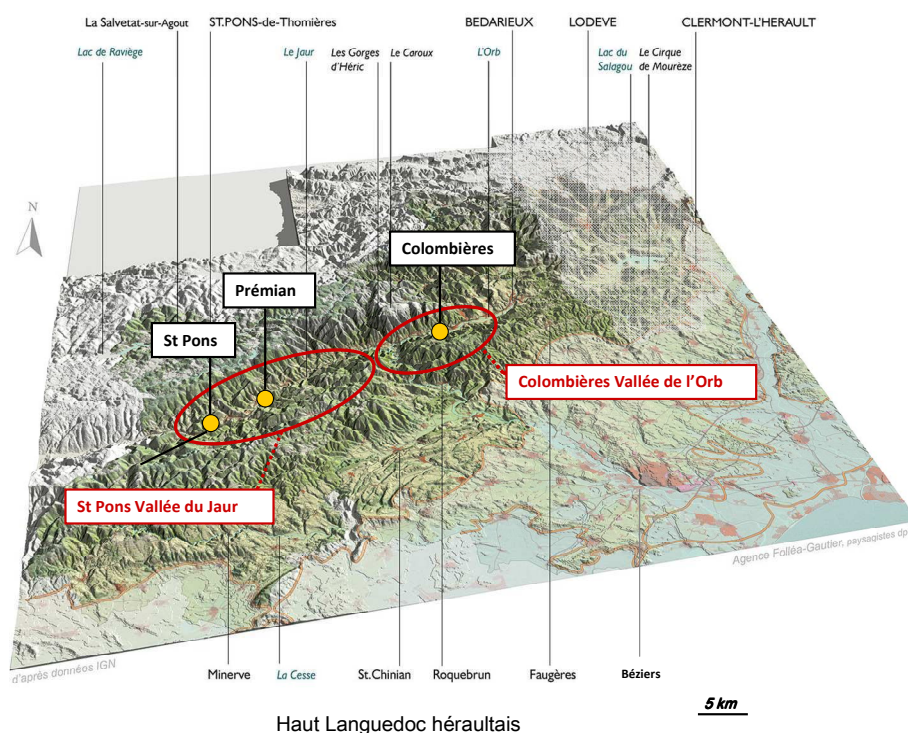 La Salvetat-sur-Agout
ST.PONS-de-Thomières
BEDARIEUX
LODEVE
CLERMONT-L'HERAULT
Lac de Raviège
Le Jaur
Les Gorges
d'Héric
Le Caroux
L'Orb
Lac du
Salagou
Le Cirque
de Mourèze
N
Colombières
Prémian
St Pons
Colombières Vallée de l'Orb
St Pons Vallée du Jaur
Agence Folléa-Gautier, paysagistes dp
d'après données IGN
Minerve
La Cesse
St.Chinian
Roquebrun
Faugères
Béziers
5 km
Haut Languedoc héraultais